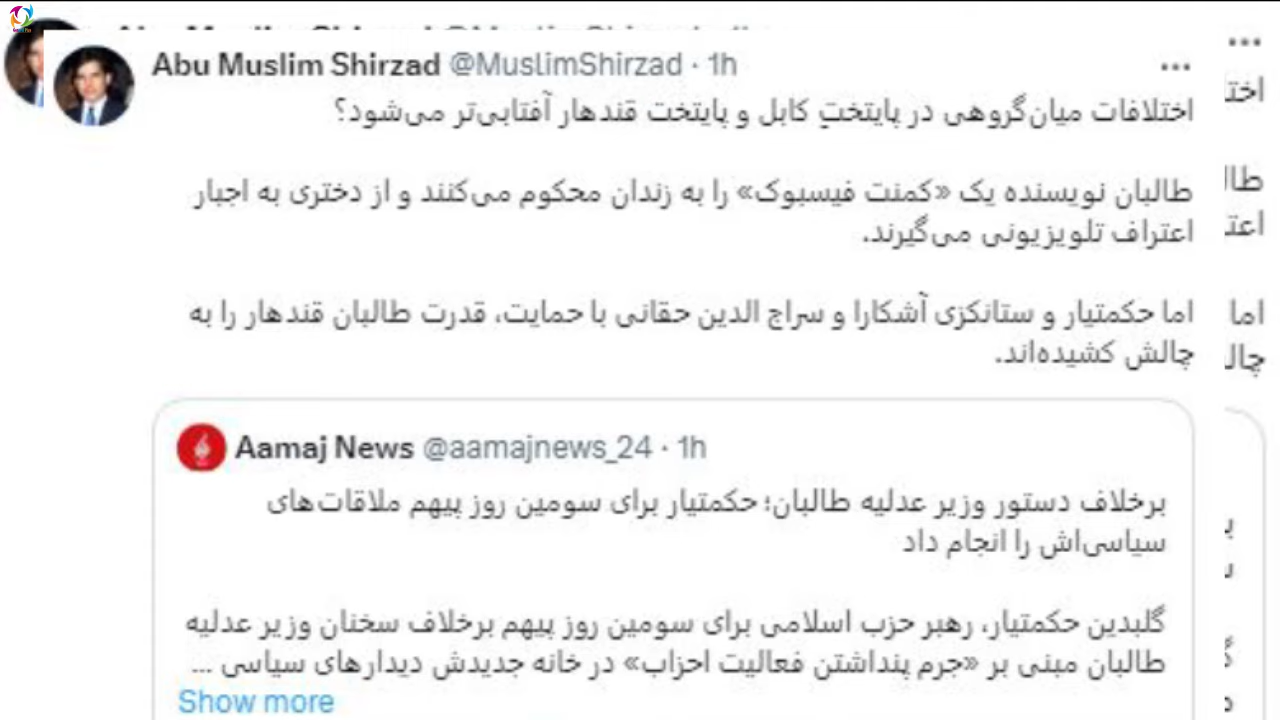 Abu Muslim Shirzad @MuslimShirzad · 1h
اختلافات میان‌گروهی در پایتختِ کابل و پایتخت قندهار آفتابی‌تر می‌شود؟
طالبان نویسنده یک «کمنت فیسبوک» را به زندان محکوم می‌کنند و از دختری به اجبار
اعتراف تلویزیونی می‌گیرند.
اما حکمتیار و ستانکزی آشکارا و سراج الدین حقانی با حمایت، قدرت طالبان قندهار را به
چالش کشیده‌اند.
Aamaj News @aamajnews_24 · 1h
برخلاف دستور وزیر عدلیه طالبان؛ حکمتیار برای سومین روز پیهم ملاقات‌های
سیاسی‌اش را انجام داد
گلبدین حکمتیار، رهبر حزب اسلامی برای سومین روز پیهم برخلاف سخنان وزیر عدلیه
طالبان مبنی بر «جرم پنداشتن فعالیت احزاب» در خانه جدیدش دیدارهای سیاسی ...
Show more